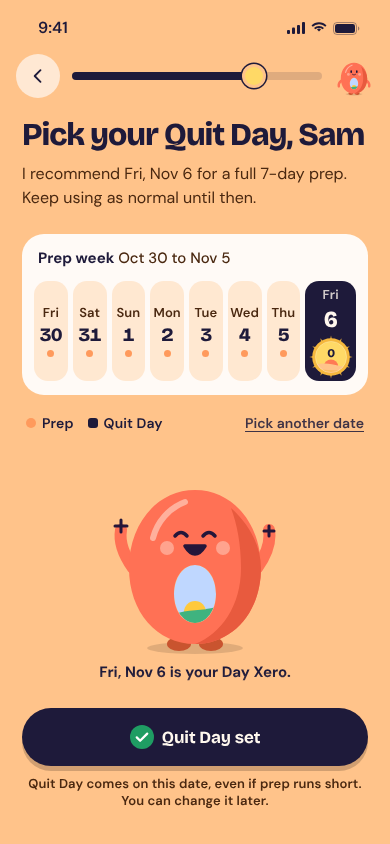 9:41
Pick your Quit Day, Sam
I recommend Fri, Nov 6 for a full 7-day prep.
Keep using as normal until then.
Prep week Oct 30 to Nov 5
Fri Sat Sun Mon Tue Wed Thu Fri
30 31 1 2 3 4 5 6
0
Prep Quit Day Pick another date
Fri, Nov 6 is your Day Xero.
Quit Day set
Quit Day comes on this date, even if prep runs short.
You can change it later.